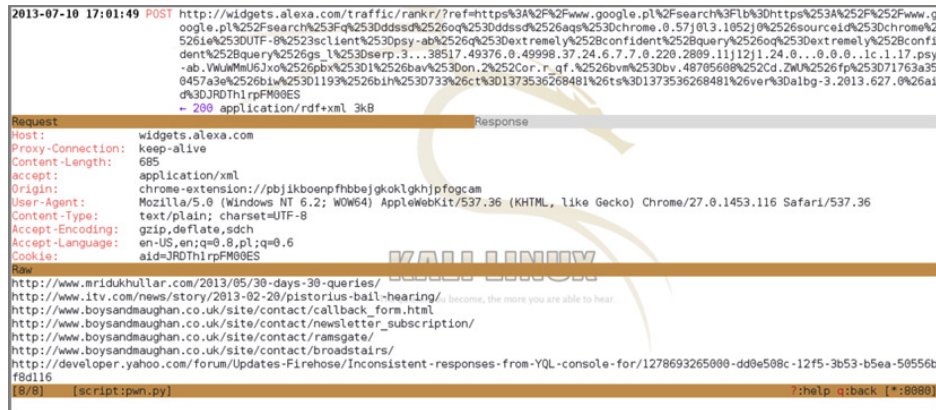 2013-07-10 17:01:49 POST http://widgets.alexa.com/traffic/rankr/?ref=https%3A%2F%2Fwww.google.pl%2Fsearch%3Flb%3Dhttps%253A%252F%252Fwww.g
oogle.pl%252Fsearch%253Fq%253Dddssd%2526oq%253Dddssd%2526aqs%253Dchrome.0.57j0l3.1052j0%2526sourceid%253Dchrome%2
526ie%253DUTF-8%2523sclient%253Dpsy-ab%2526q%253Dextremely%252Bconfident%252Bquery%2526oq%253Dextremely%252Bconfi
dent%252Bquery%2526gs_l%253Dserp.3...38517.49376.0.49998.37.24.6.7.7.0.220.2809.11j12j1.24.0...0.0.0..1c.1.17.psy
-ab.VWuWMmU6Jxo%2526pbx%253D1%2526bav%253Don.2%252Cor.r_qf.%2526bvm%253Dbv.48705608%252Cd.ZWU%2526fp%253D71763a35
0457a3e%2526biw%253D1193%2526bih%253D733%26ct%3D1373536268481%26ts%3D1373536268481%26ver%3Dalbg-3.2013.627.0%26ai
d%3DJRDTh1rpFM00ES
← 200 application/rdf+xml 3kB
Request Response
Host: widgets.alexa.com
Proxy-Connection: keep-alive
Content-Length: 685
accept: application/xml
Origin: chrome-extension://pbjikboenpfhbbejgkoklgkhjpfogcam
User-Agent: Mozilla/5.0 (Windows NT 6.2; WOW64) AppleWebKit/537.36 (KHTML, like Gecko) Chrome/27.0.1453.116 Safari/537.36
Content-Type: text/plain; charset=UTF-8
Accept-Encoding: gzip,deflate,sdch
Accept-Language: en-US,en;q=0.8,pl;q=0.6
Cookie: aid=JRDTh1rpFM00ES
KALI LINUX
Raw
http://www.mridukhullar.com/2013/05/30-days-30-queries/
http://www.itv.com/news/story/2013-02-20/pistorius-bail-hearing/
you become, the more you are able to hear.
http://www.boysandmaughan.co.uk/site/contact/callback_form.html
http://www.boysandmaughan.co.uk/site/contact/newsletter_subscription/
http://www.boysandmaughan.co.uk/site/contact/ramsgate/
http://www.boysandmaughan.co.uk/site/contact/broadstairs/
http://developer.yahoo.com/forum/Updates-Firehose/Inconsistent-responses-from-YQL-console-for/1278693265000-dd0e508c-12f5-3b53-b5ea-50556b
f8d116
[8/8] [script:pwn.py] ?:help q:back [*:8080]